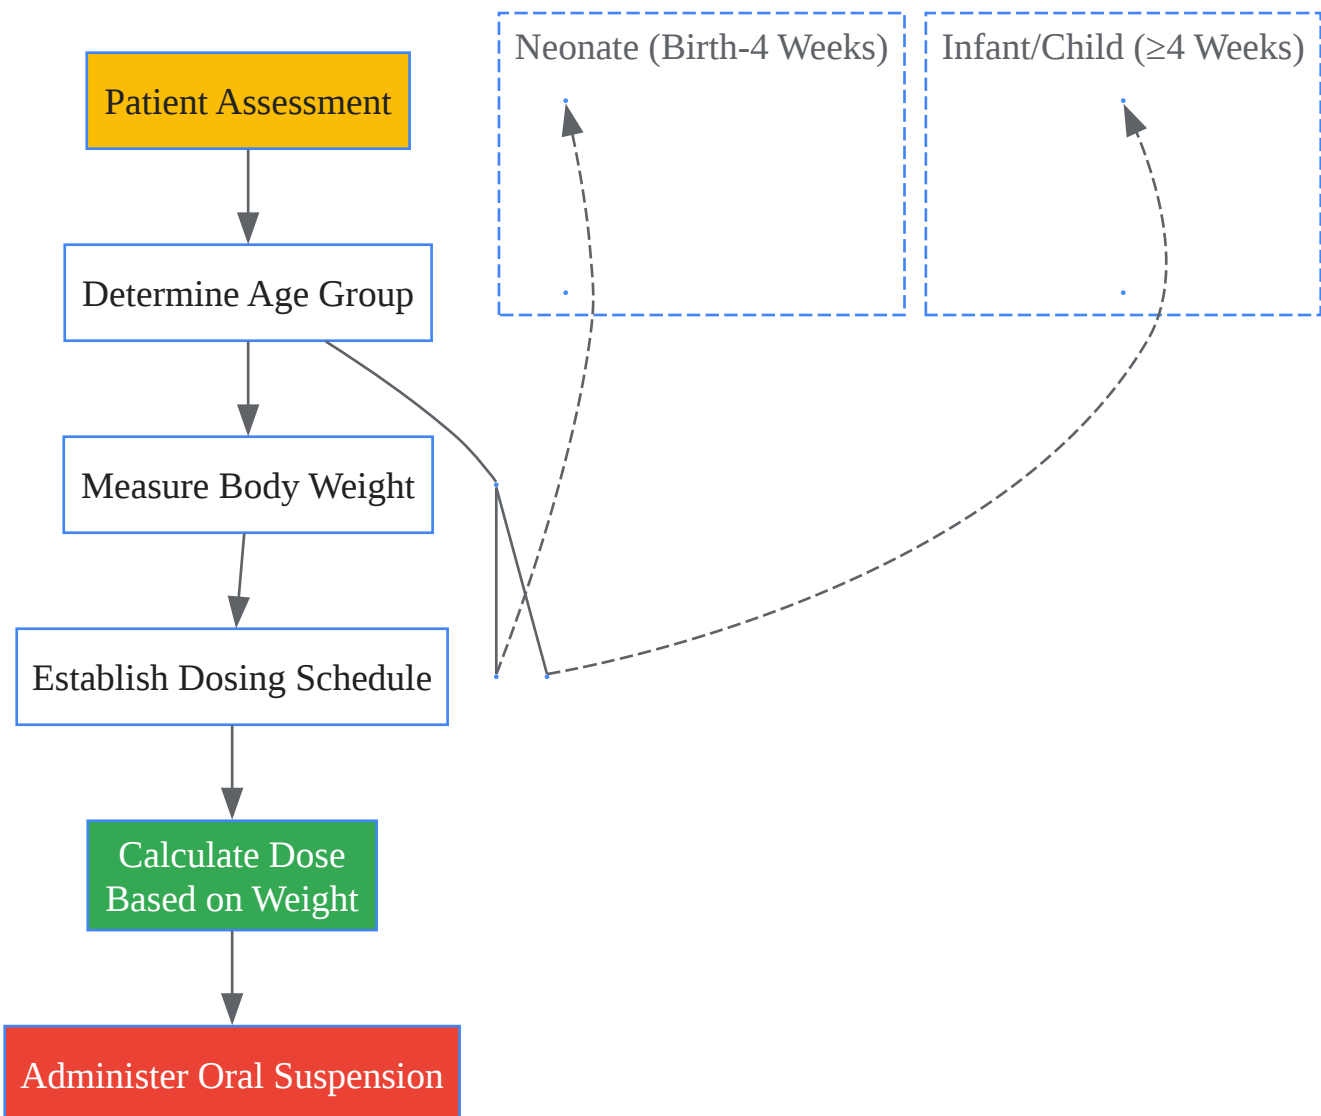 Neonate (Birth-4 Weeks)
Infant/Child (≥4 Weeks)
Patient Assessment
Determine Age Group
Measure Body Weight
Establish Dosing Schedule
Calculate Dose
Based on Weight
Administer Oral Suspension